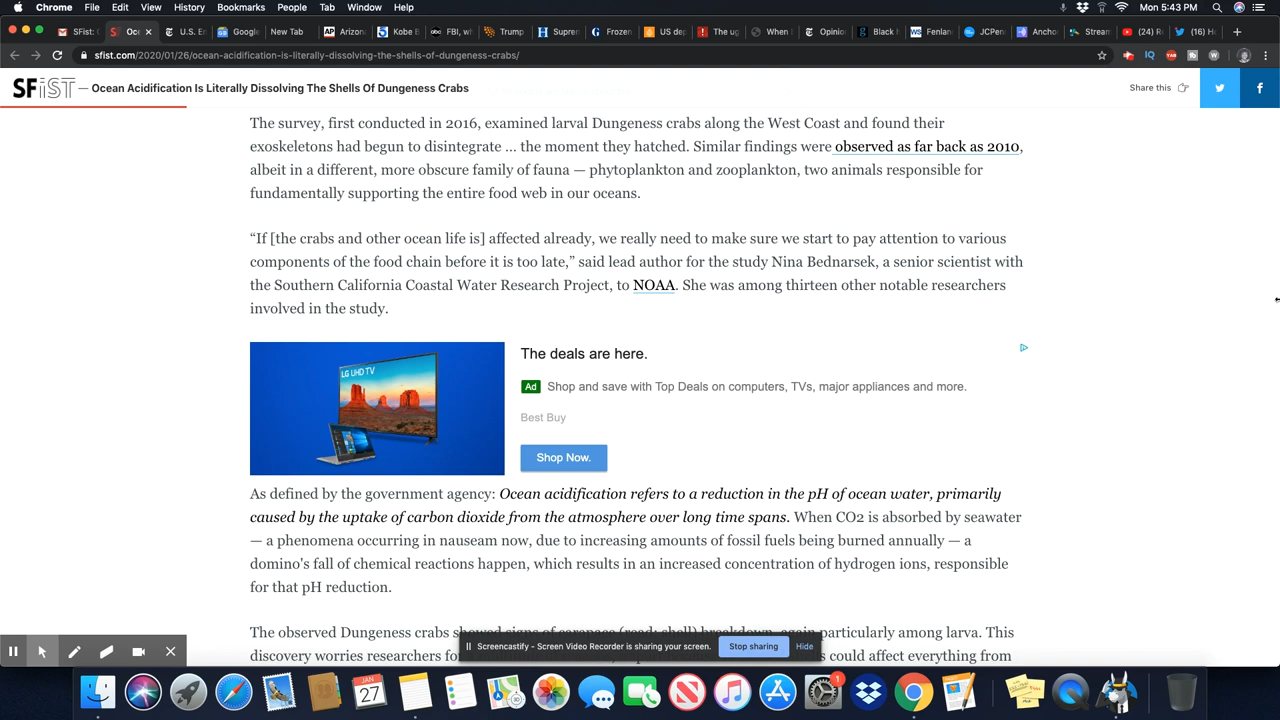 Chrome File Edit View History Bookmarks People Tab Window Help Mon 5:43PM
SFist: Oc U.S. En Google New Tab Arizon Kobe B FBI, wh Trump Suprem Frozen US dep The ug When Opinio Black H Fenlan JCPen Ancho Stream (24) R (16) H
sfist.com/2020/01/26/ocean-acidification-is-literally-dissolving-the-shells-of-dungeness-crabs/
SFiST — Ocean Acidification Is Literally Dissolving The Shells Of Dungeness Crabs Share this
The survey, first conducted in 2016, examined larval Dungeness crabs along the West Coast and found their
exoskeletons had begun to disintegrate ... the moment they hatched. Similar findings were observed as far back as 2010,
albeit in a different, more obscure family of fauna — phytoplankton and zooplankton, two animals responsible for
fundamentally supporting the entire food web in our oceans.
“If [the crabs and other ocean life is] affected already, we really need to make sure we start to pay attention to various
components of the food chain before it is too late,” said lead author for the study Nina Bednarsek, a senior scientist with
the Southern California Coastal Water Research Project, to NOAA. She was among thirteen other notable researchers
involved in the study.
LG UHD TV
The deals are here.
Ad Shop and save with Top Deals on computers, TVs, major appliances and more.
Best Buy
Shop Now.
As defined by the government agency: Ocean acidification refers to a reduction in the pH of ocean water, primarily
caused by the uptake of carbon dioxide from the atmosphere over long time spans. When CO2 is absorbed by seawater
— a phenomena occurring in nauseam now, due to increasing amounts of fossil fuels being burned annually — a
domino's fall of chemical reactions happen, which results in an increased concentration of hydrogen ions, responsible
for that pH reduction.
The observed Dungeness crabs showed signs of carapace (read: shell) breakdown, again particularly among larva. This
Screencastify - Screen Video Recorder is sharing your screen. Stop sharing Hide
discovery worries researchers for s could affect everything from
JAN
27
1